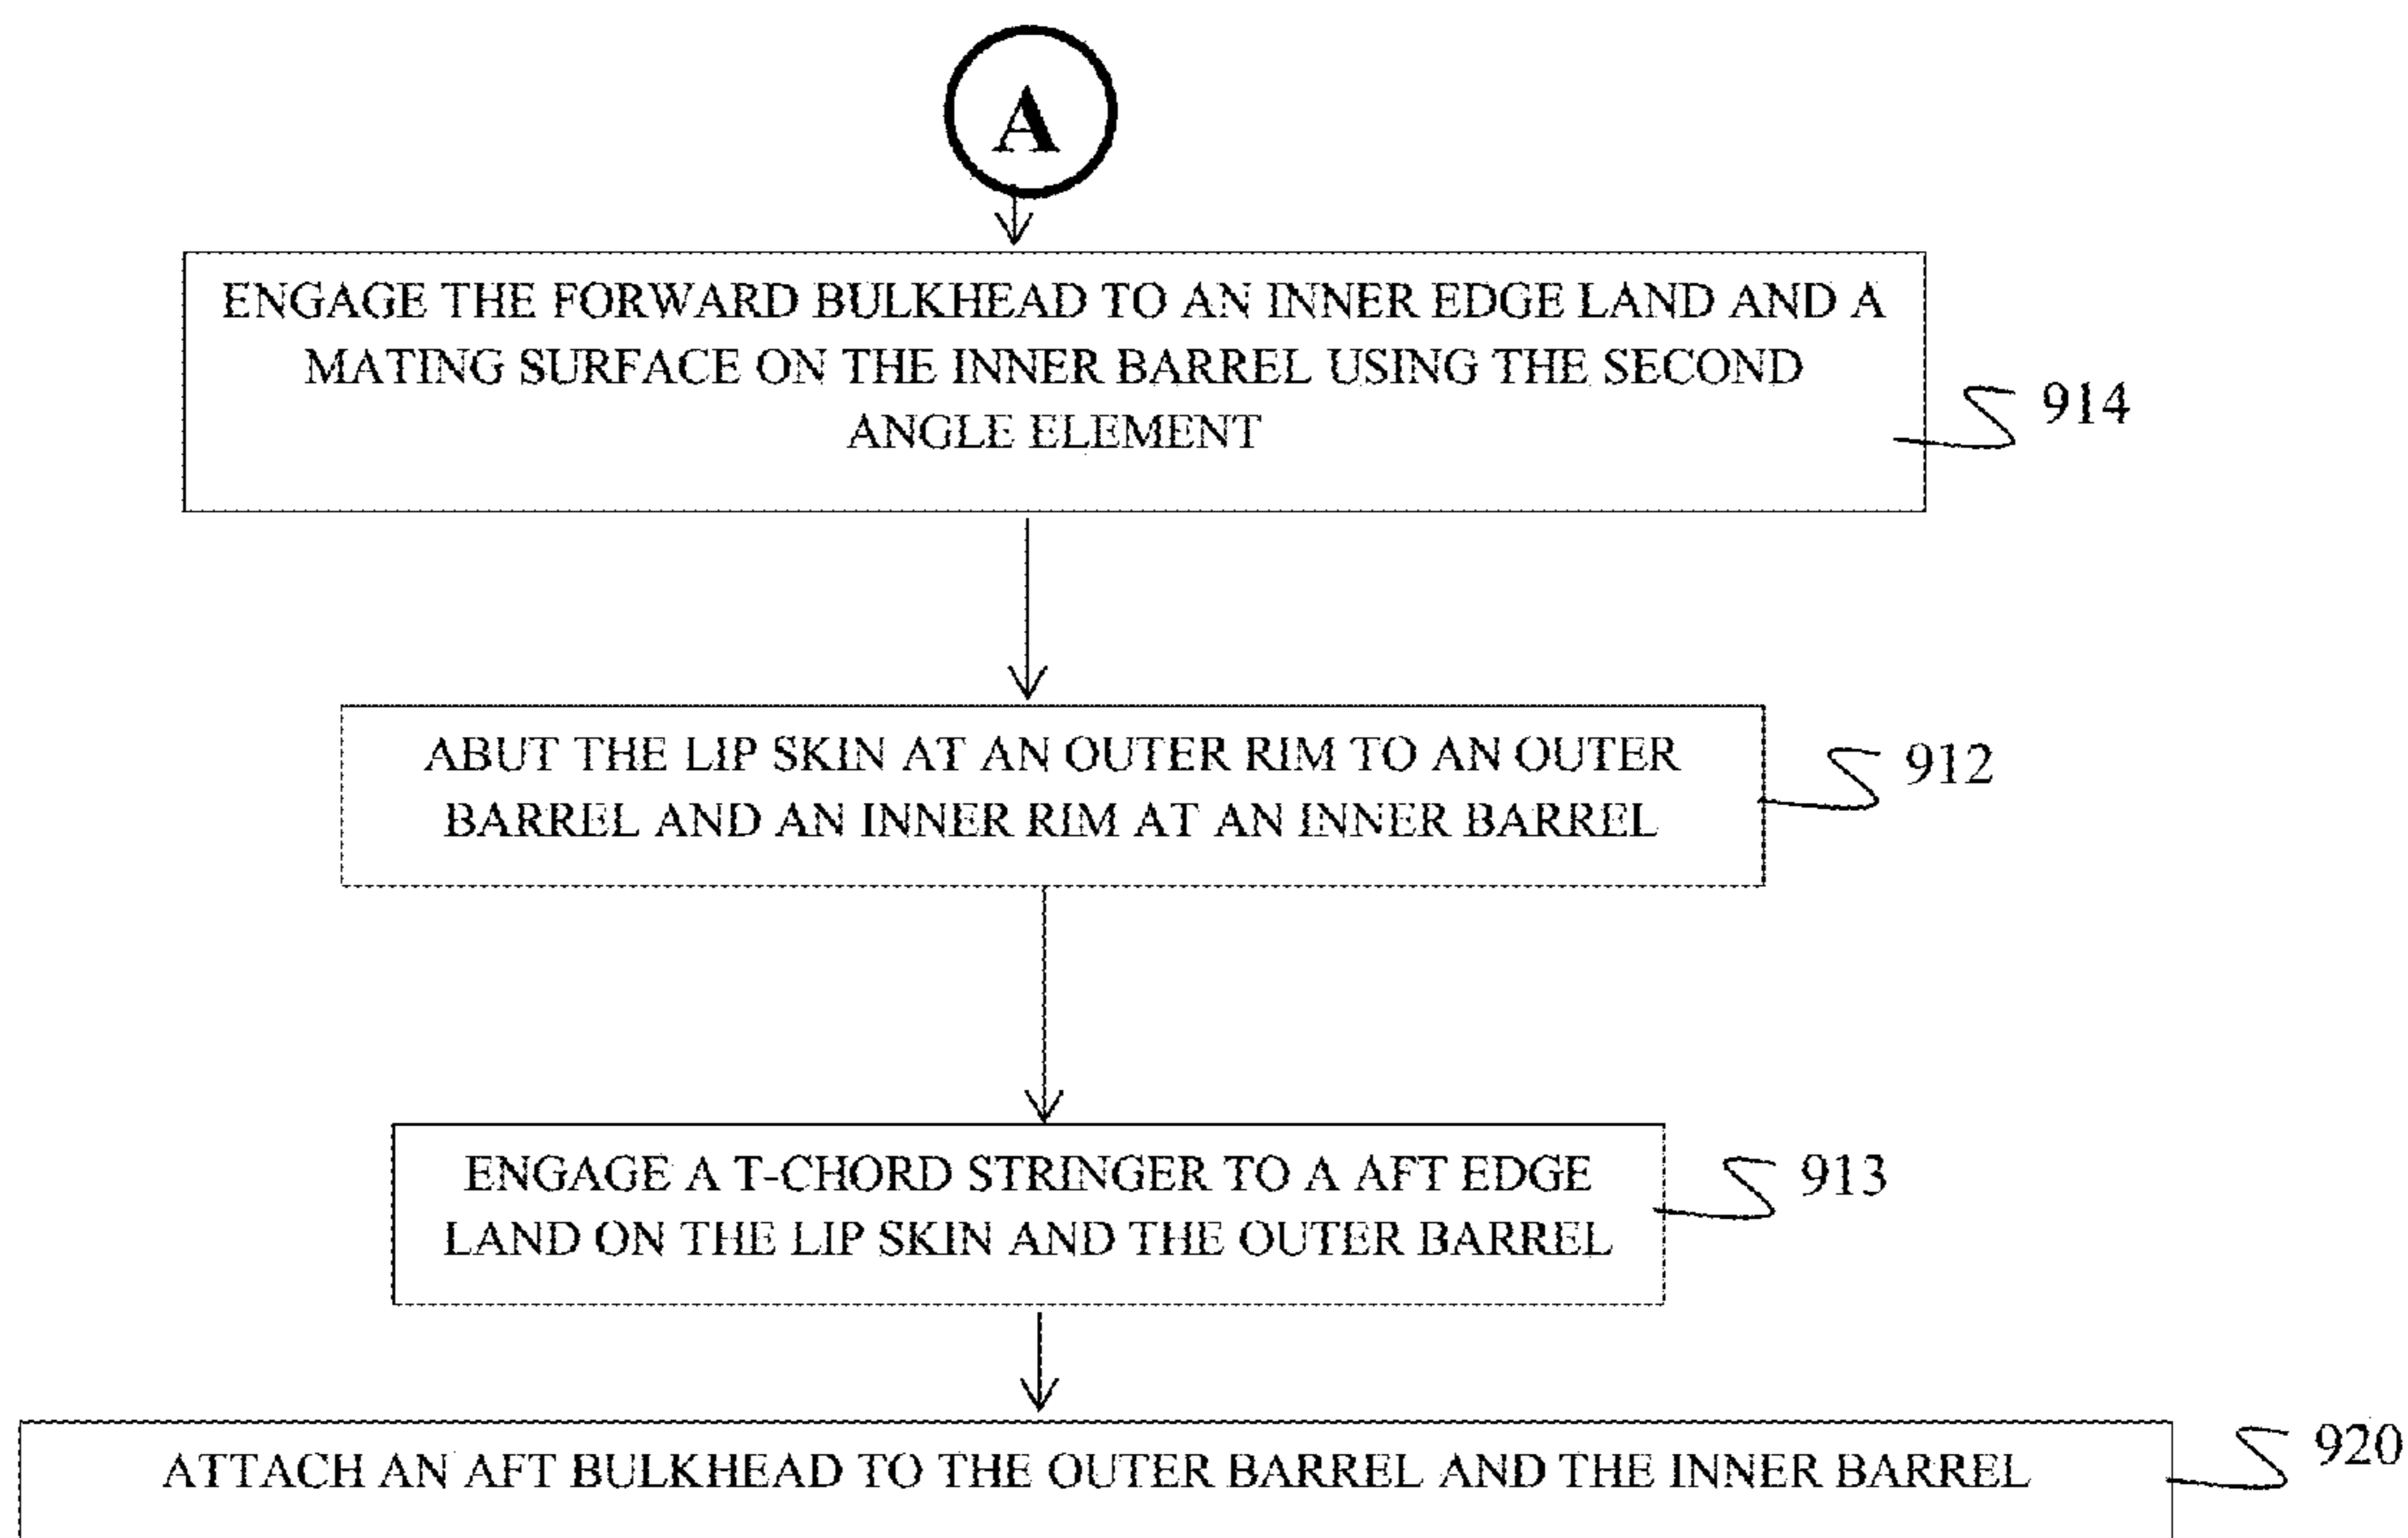 A
ENGAGE THE FORWARD BULKHEAD TO AN INNER EDGE LAND AND A
MATING SURFACE ON THE INNER BARREL USING THE SECOND
ANGLE ELEMENT
914
ABUT THE LIP SKIN AT AN OUTER RIM TO AN OUTER
BARREL AND AN INNER RIM AT AN INNER BARREL
912
ENGAGE A T-CHORD STRINGER TO A AFT EDGE
LAND ON THE LIP SKIN AND THE OUTER BARREL
913
ATTACH AN AFT BULKHEAD TO THE OUTER BARREL AND THE INNER BARREL
920